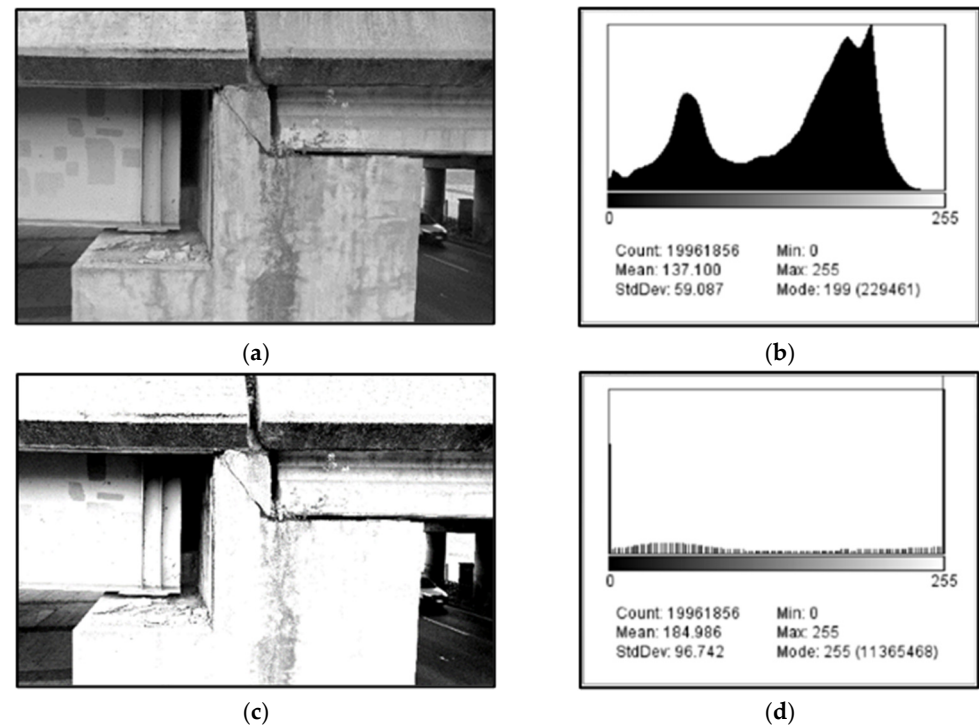 0 255
Count: 19961856 Min: 0
Mean: 137.100 Max: 255
StdDev: 59.087 Mode: 199 (229461)
(a) (b)
0 255
Count: 19961856 Min: 0
Mean: 184.986 Max: 255
StdDev: 96.742 Mode: 255 (11365468)
(c) (d)